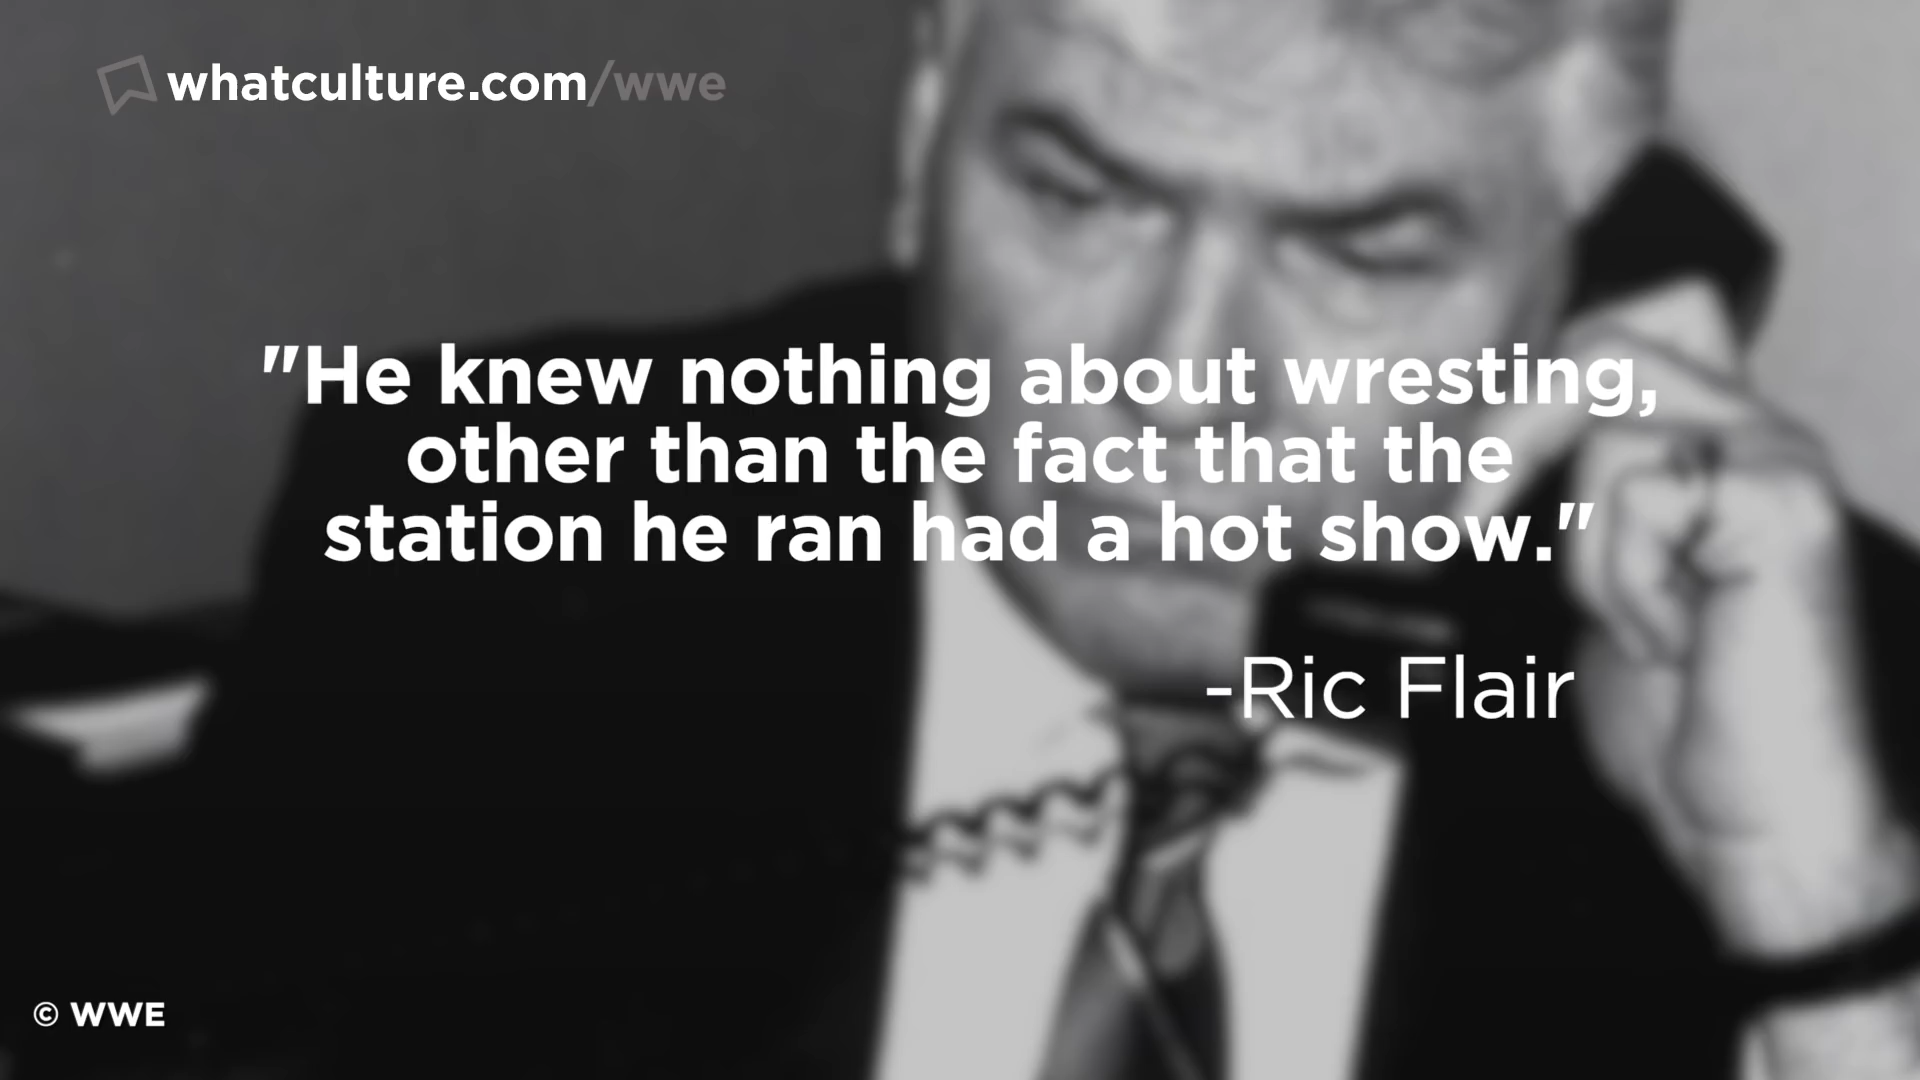 whatculture.com/wwe
"He knew nothing about wresting,
other than the fact that the
station he ran had a hot show."
-Ric Flair
© WWE